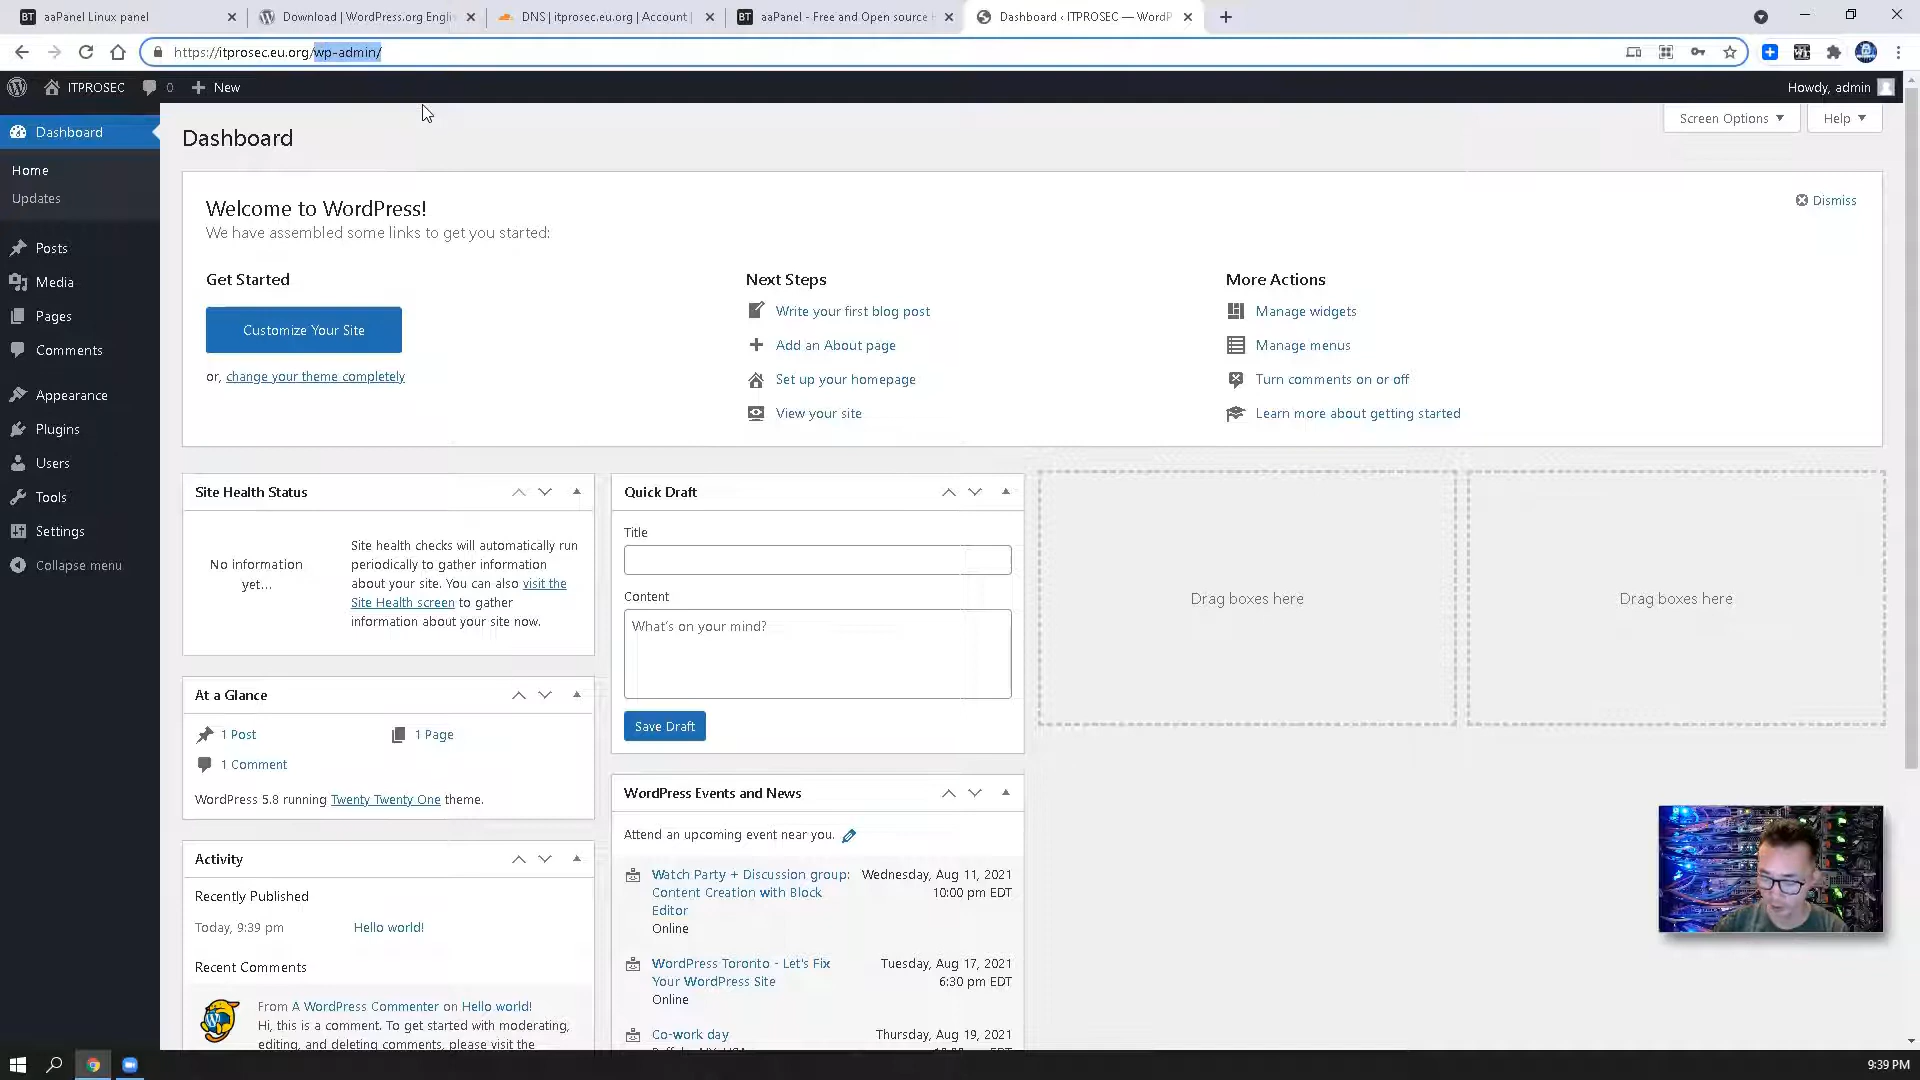 aaPanel Linux panel
Download | WordPress.org Engli
DNS | itprosec.eu.org | Account |
aaPanel - Free and Open source H
Dashboard ‹ ITPROSEC — WordP
https://itprosec.eu.org/wp-admin/
ITPROSEC
0
New
Howdy, admin
Dashboard
Home
Updates
Posts
Media
Pages
Comments
Appearance
Plugins
Users
Tools
Settings
Collapse menu
Dashboard
Screen Options
Help
Welcome to WordPress!
Dismiss
We have assembled some links to get you started:
Get Started
Customize Your Site
or, change your theme completely
Next Steps
Write your first blog post
Add an About page
Set up your homepage
View your site
More Actions
Manage widgets
Manage menus
Turn comments on or off
Learn more about getting started
Site Health Status
No information
yet...
Site health checks will automatically run
periodically to gather information
about your site. You can also visit the
Site Health screen to gather
information about your site now.
At a Glance
1 Post
1 Page
1 Comment
WordPress 5.8 running Twenty Twenty One theme.
Activity
Recently Published
Today, 9:39 pm
Hello world!
Recent Comments
From A WordPress Commenter on Hello world!
Hi, this is a comment. To get started with moderating,
editing, and deleting comments, please visit the
Quick Draft
Title
Content
What's on your mind?
Save Draft
WordPress Events and News
Attend an upcoming event near you.
Watch Party + Discussion group:
Content Creation with Block
Editor
Online
Wednesday, Aug 11, 2021
10:00 pm EDT
WordPress Toronto - Let's Fix
Your WordPress Site
Online
Tuesday, Aug 17, 2021
6:30 pm EDT
Co-work day
Thursday, Aug 19, 2021
Drag boxes here
Drag boxes here
9:39 PM